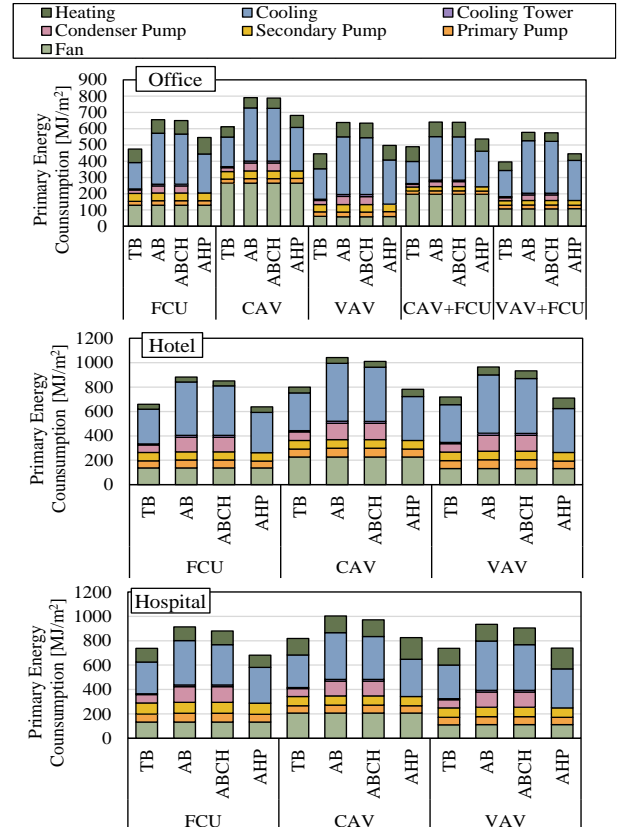 Heating Cooling Cooling Tower
Condenser Pump Secondary Pump Primary Pump
Fan
Office
Primary Energy
Counsumption [MJ/m²]
900
800
700
600
500
400
300
200
100
0
TB AB ABCH AHP TB AB ABCH AHP TB AB ABCH AHP TB AB ABCH AHP TB AB ABCH AHP
FCU CAV VAV CAV+FCU VAV+FCU
Hotel
Primary Energy
Counsumption [MJ/m²]
1200
1000
800
600
400
200
0
TB AB ABCH AHP TB AB ABCH AHP TB AB ABCH AHP
FCU CAV VAV
Hospital
Primary Energy
Counsumption [MJ/m²]
1200
1000
800
600
400
200
0
TB AB ABCH AHP TB AB ABCH AHP TB AB ABCH AHP
FCU CAV VAV